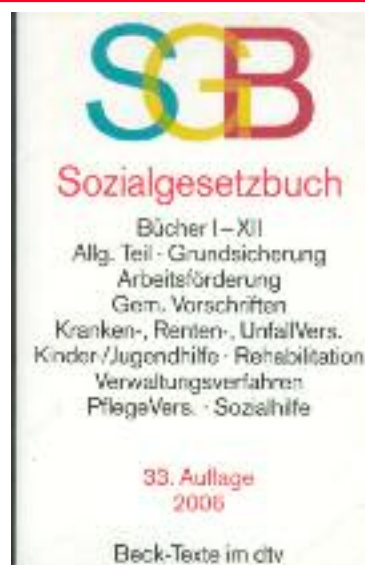 SGB
Sozialgesetzbuch
Bücher I–XII
Allg. Teil · Grundsicherung
Arbeitsförderung
Gem. Vorschriften
Kranken-, Renten-, UnfallVers.
Kinder-/Jugendhilfe · Rehabilitation
Verwaltungsverfahren
PflegeVers. · Sozialhilfe
33. Auflage
2006
Beck-Texte im dtv